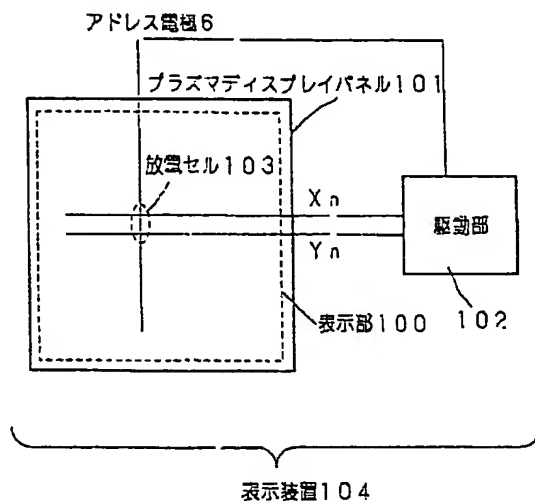 アドレス電極6
プラズマディスプレイパネル101
放電セル103
Xn
Yn
駆動部
102
表示部100
表示装置104